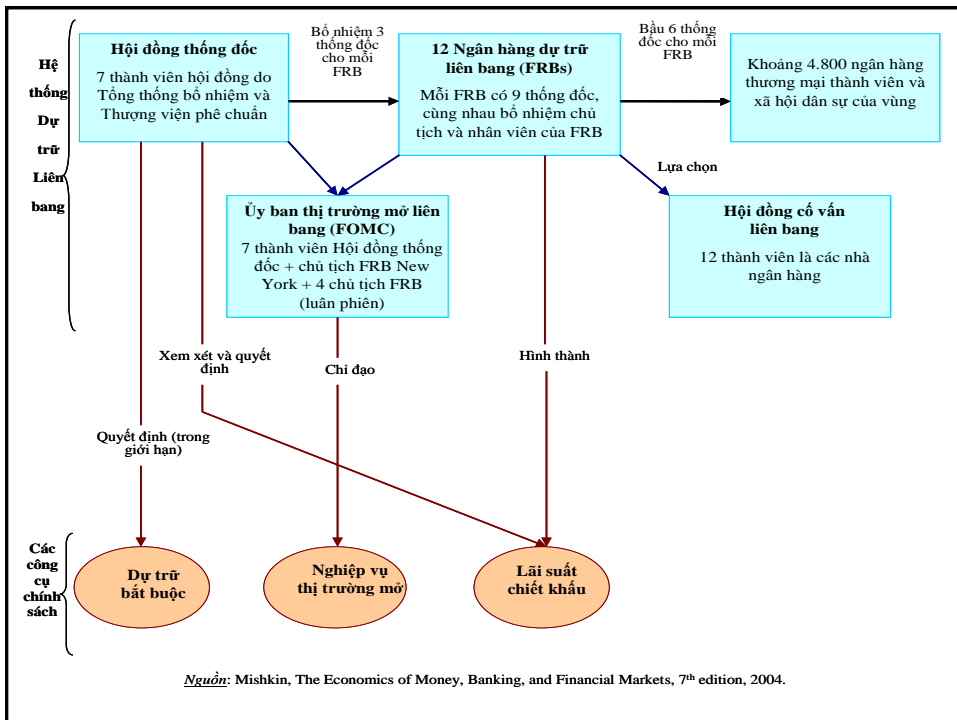 Hệ
thống
Dự
trữ
Liên
bang
Hội đồng thống đốc
7 thành viên hội đồng do
Tổng thống bổ nhiệm và
Thượng viện phê chuẩn
Bổ nhiệm 3
thống đốc
cho mỗi
FRB
12 Ngân hàng dự trữ
liên bang (FRBs)
Mỗi FRB có 9 thống đốc,
cùng nhau bổ nhiệm chủ
tịch và nhân viên của FRB
Bầu 6 thống
đốc cho mỗi
FRB
Khoảng 4.800 ngân hàng
thương mại thành viên và
xã hội dân sự của vùng
Lựa chọn
Ủy ban thị trường mở liên
bang (FOMC)
7 thành viên Hội đồng thống
đốc + chủ tịch FRB New
York + 4 chủ tịch FRB
(luân phiên)
Hội đồng cố vấn
liên bang
12 thành viên là các nhà
ngân hàng
Xem xét và quyết
định
Chỉ đạo
Hình thành
Quyết định (trong
giới hạn)
Các
công
cụ
chính
sách
Dự trữ
bắt buộc
Nghiệp vụ
thị trường mở
Lãi suất
chiết khấu
Nguồn: Mishkin, The Economics of Money, Banking, and Financial Markets, 7th edition, 2004.